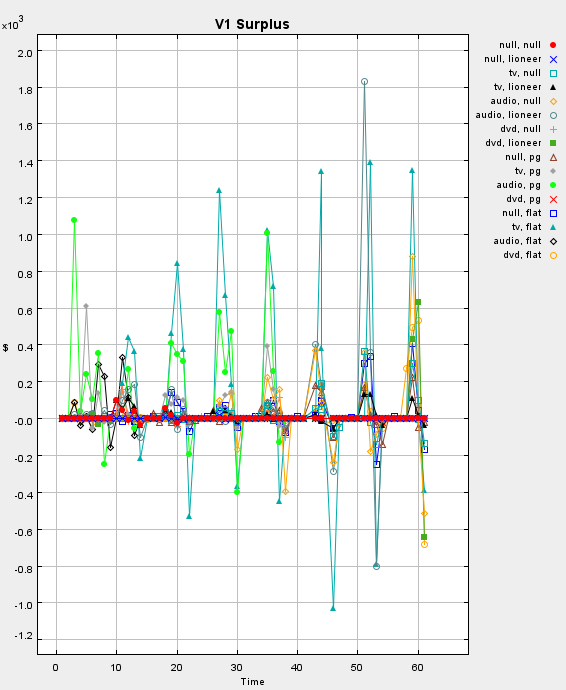 V1 Surplus
x10^3
2.0
1.8
1.6
1.4
1.2
1.0
0.8
0.6
0.4
0.2
-0.0
-0.2
-0.4
-0.6
-0.8
-1.0
-1.2
$
0 10 20 30 40 50 60
Time
null, null
null, lioneer
tv, null
tv, lioneer
audio, null
audio, lioneer
dvd, null
dvd, lioneer
null, pg
tv, pg
audio, pg
dvd, pg
null, flat
tv, flat
audio, flat
dvd, flat